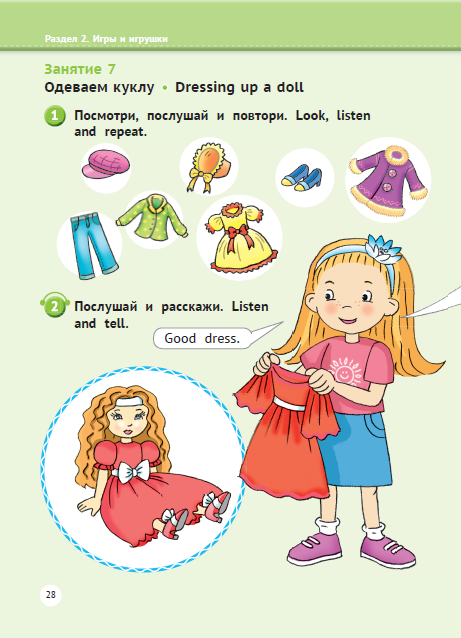 Раздел 2. Игры и игрушки
Занятие 7
Одеваем куклу • Dressing up a doll
1 Посмотри, послушай и повтори. Look, listen
and repeat.
2 Послушай и расскажи. Listen
and tell.
Good dress.
28